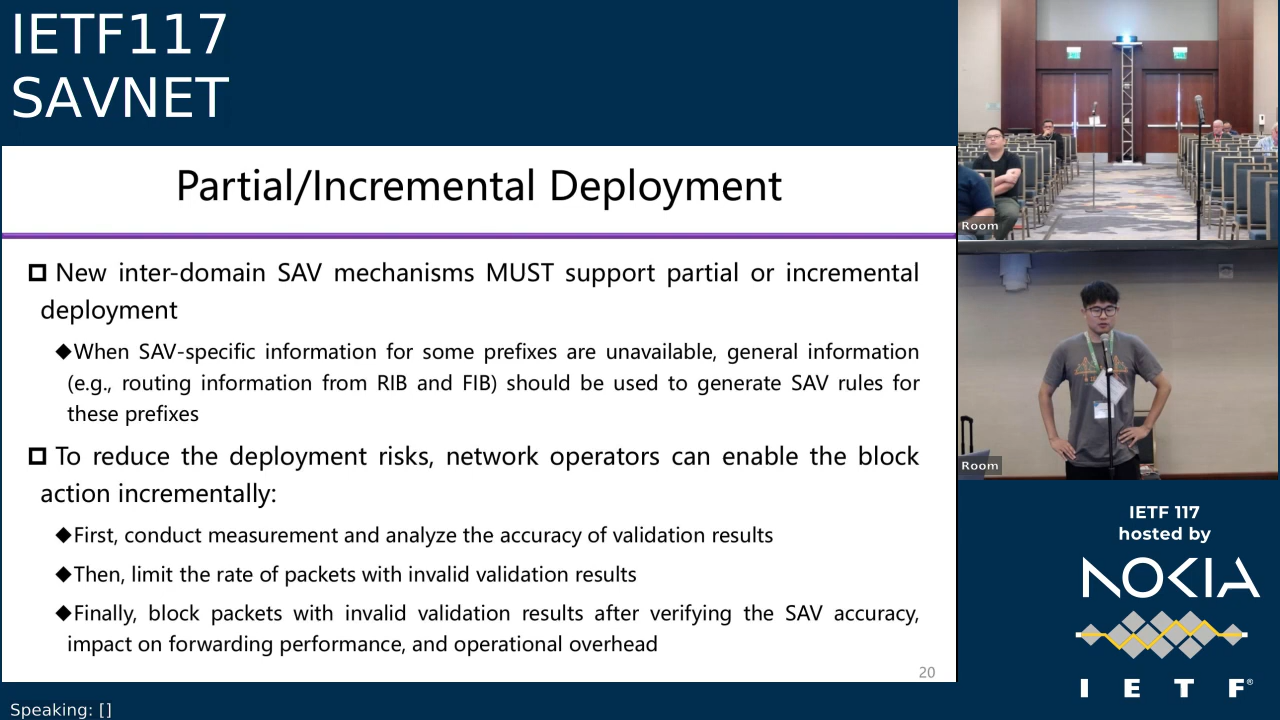 IETF117
SAVNET
Partial/Incremental Deployment
New inter-domain SAV mechanisms MUST support partial or incremental
deployment
◆When SAV-specific information for some prefixes are unavailable, general information
(e.g., routing information from RIB and FIB) should be used to generate SAV rules for
these prefixes
To reduce the deployment risks, network operators can enable the block
action incrementally:
◆First, conduct measurement and analyze the accuracy of validation results
◆Then, limit the rate of packets with invalid validation results
◆Finally, block packets with invalid validation results after verifying the SAV accuracy,
impact on forwarding performance, and operational overhead
20
Room
Room
IETF 117
hosted by
NOKIA
I E T F®
Speaking: []